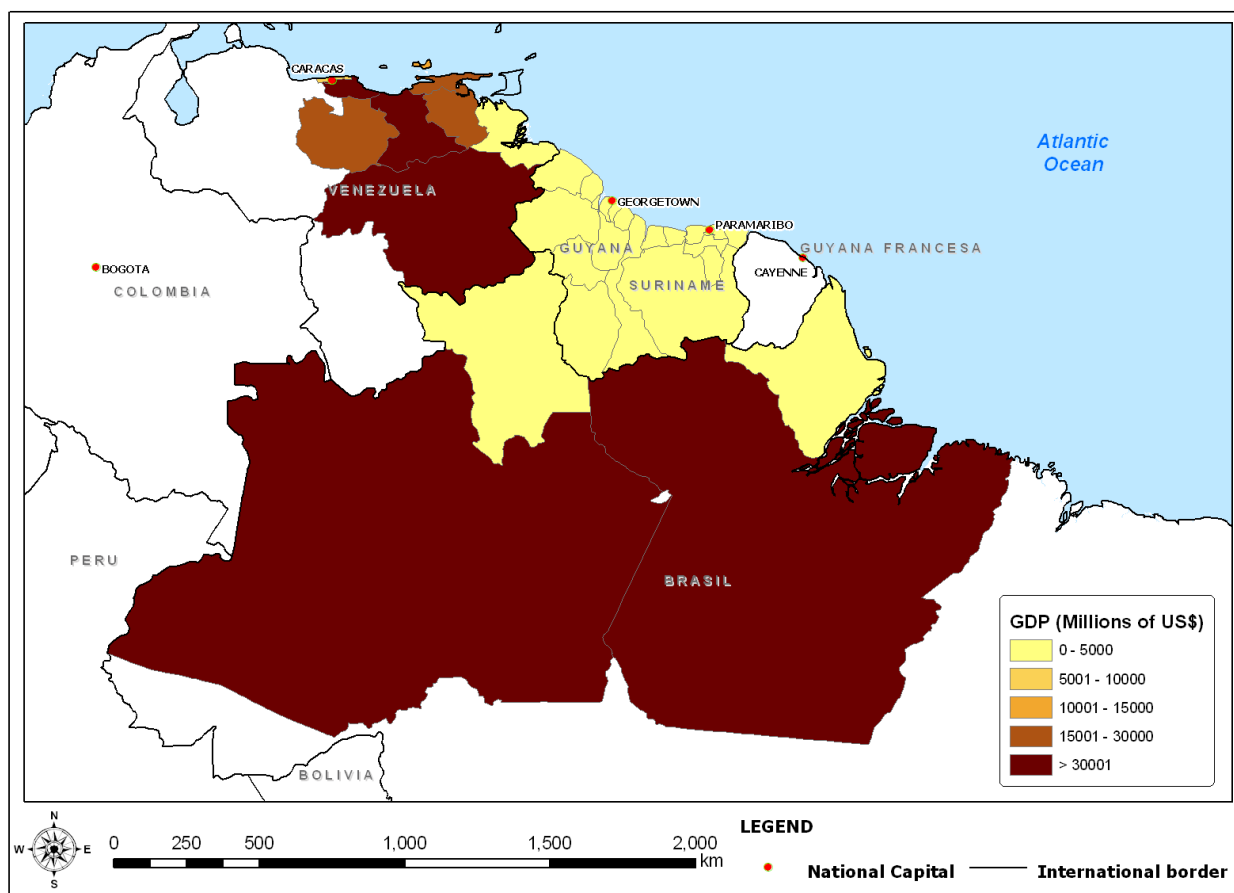 CARACAS
Atlantic
Ocean
VENEZUELA
GEORGETOWN
PARAMARIBO
GUYANA
GUYANA FRANCESA
BOGOTA
CAYENNE
COLOMBIA
SURINAME
PERU
BRASIL
BOLIVIA
GDP (Millions of US$)
0 - 5000
5001 - 10000
10001 - 15000
15001 - 30000
> 30001
N
W
E
S
0 250 500 1,000 1,500 2,000
km
LEGEND
National Capital
International border